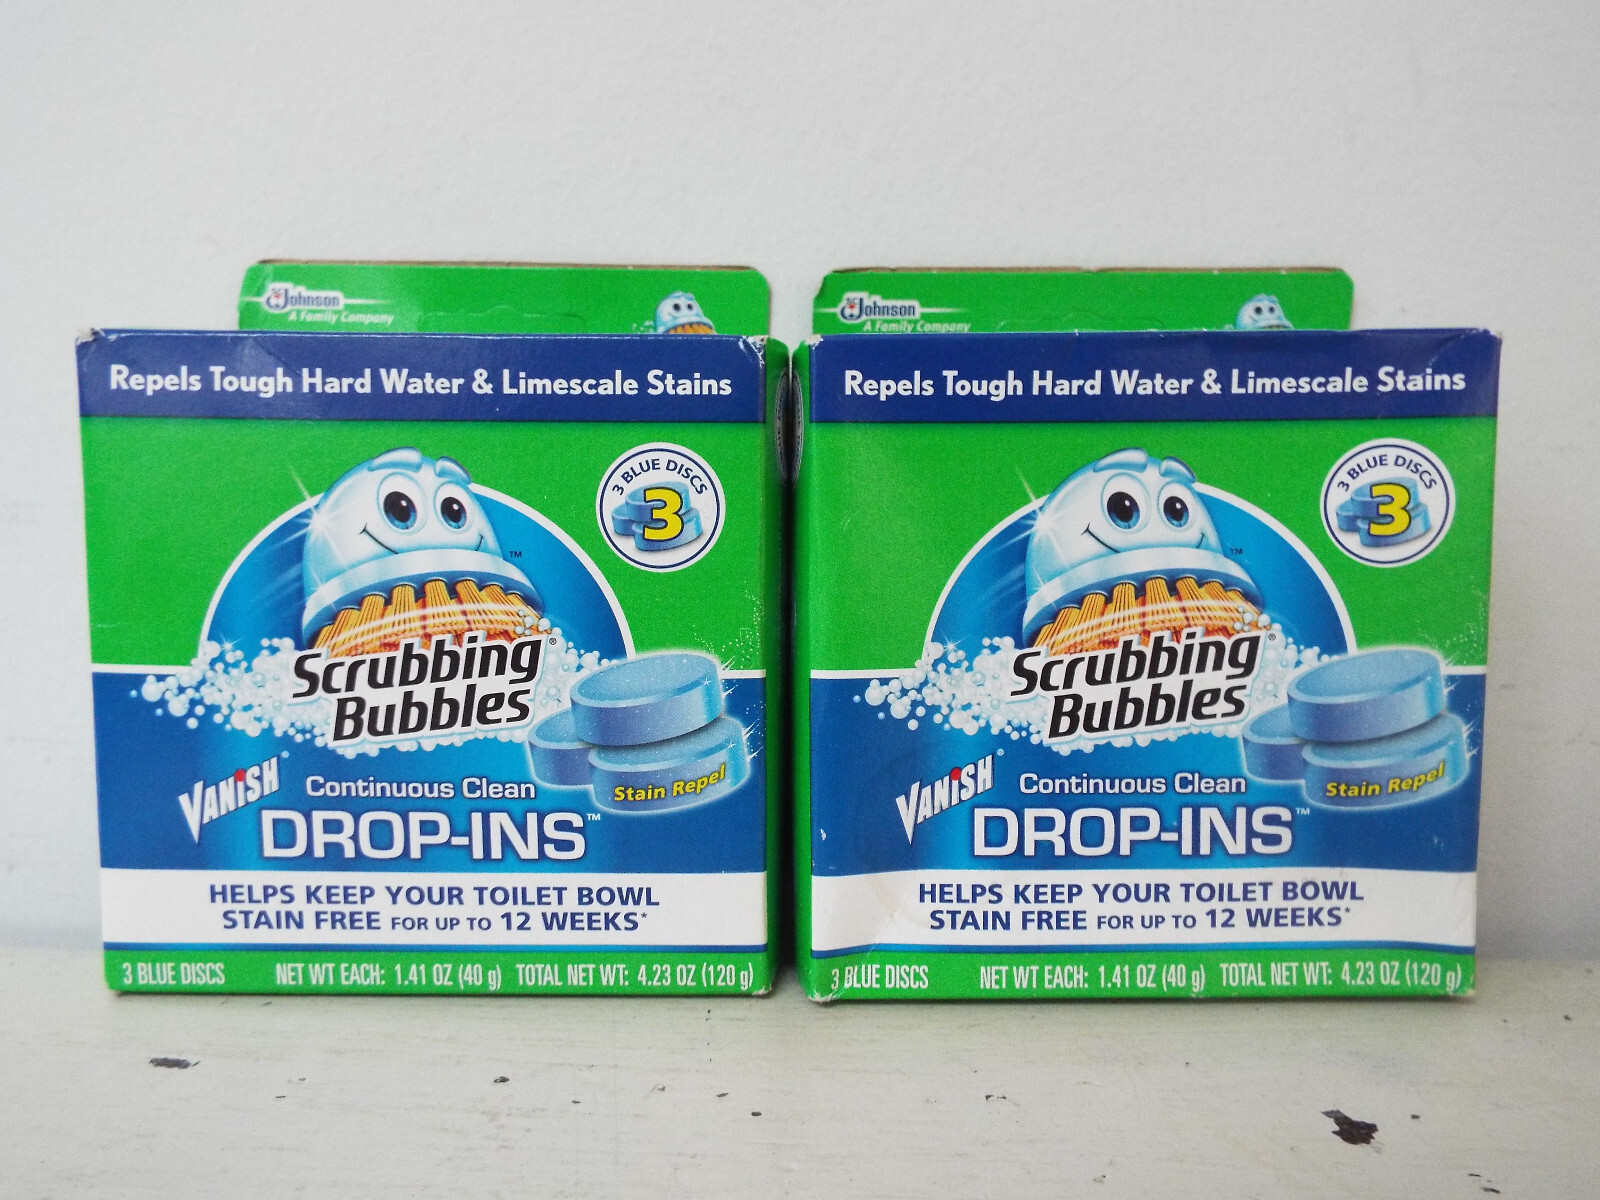 SC Johnson
A Family Company
Repels Tough Hard Water & Limescale Stains
3 BLUE DISCS
3
™
Scrubbing®
Bubbles
VANiSH®
Continuous Clean
DROP-INS™
Stain Repel
HELPS KEEP YOUR TOILET BOWL
STAIN FREE FOR UP TO 12 WEEKS*
3 BLUE DISCS NET WT EACH: 1.41 OZ (40 g) TOTAL NET WT: 4.23 OZ (120 g)
SC Johnson
A Family Company
Repels Tough Hard Water & Limescale Stains
3 BLUE DISCS
3
™
Scrubbing®
Bubbles
VANiSH®
Continuous Clean
DROP-INS™
Stain Repel
HELPS KEEP YOUR TOILET BOWL
STAIN FREE FOR UP TO 12 WEEKS*
3 BLUE DISCS NET WT EACH: 1.41 OZ (40 g) TOTAL NET WT: 4.23 OZ (120 g)